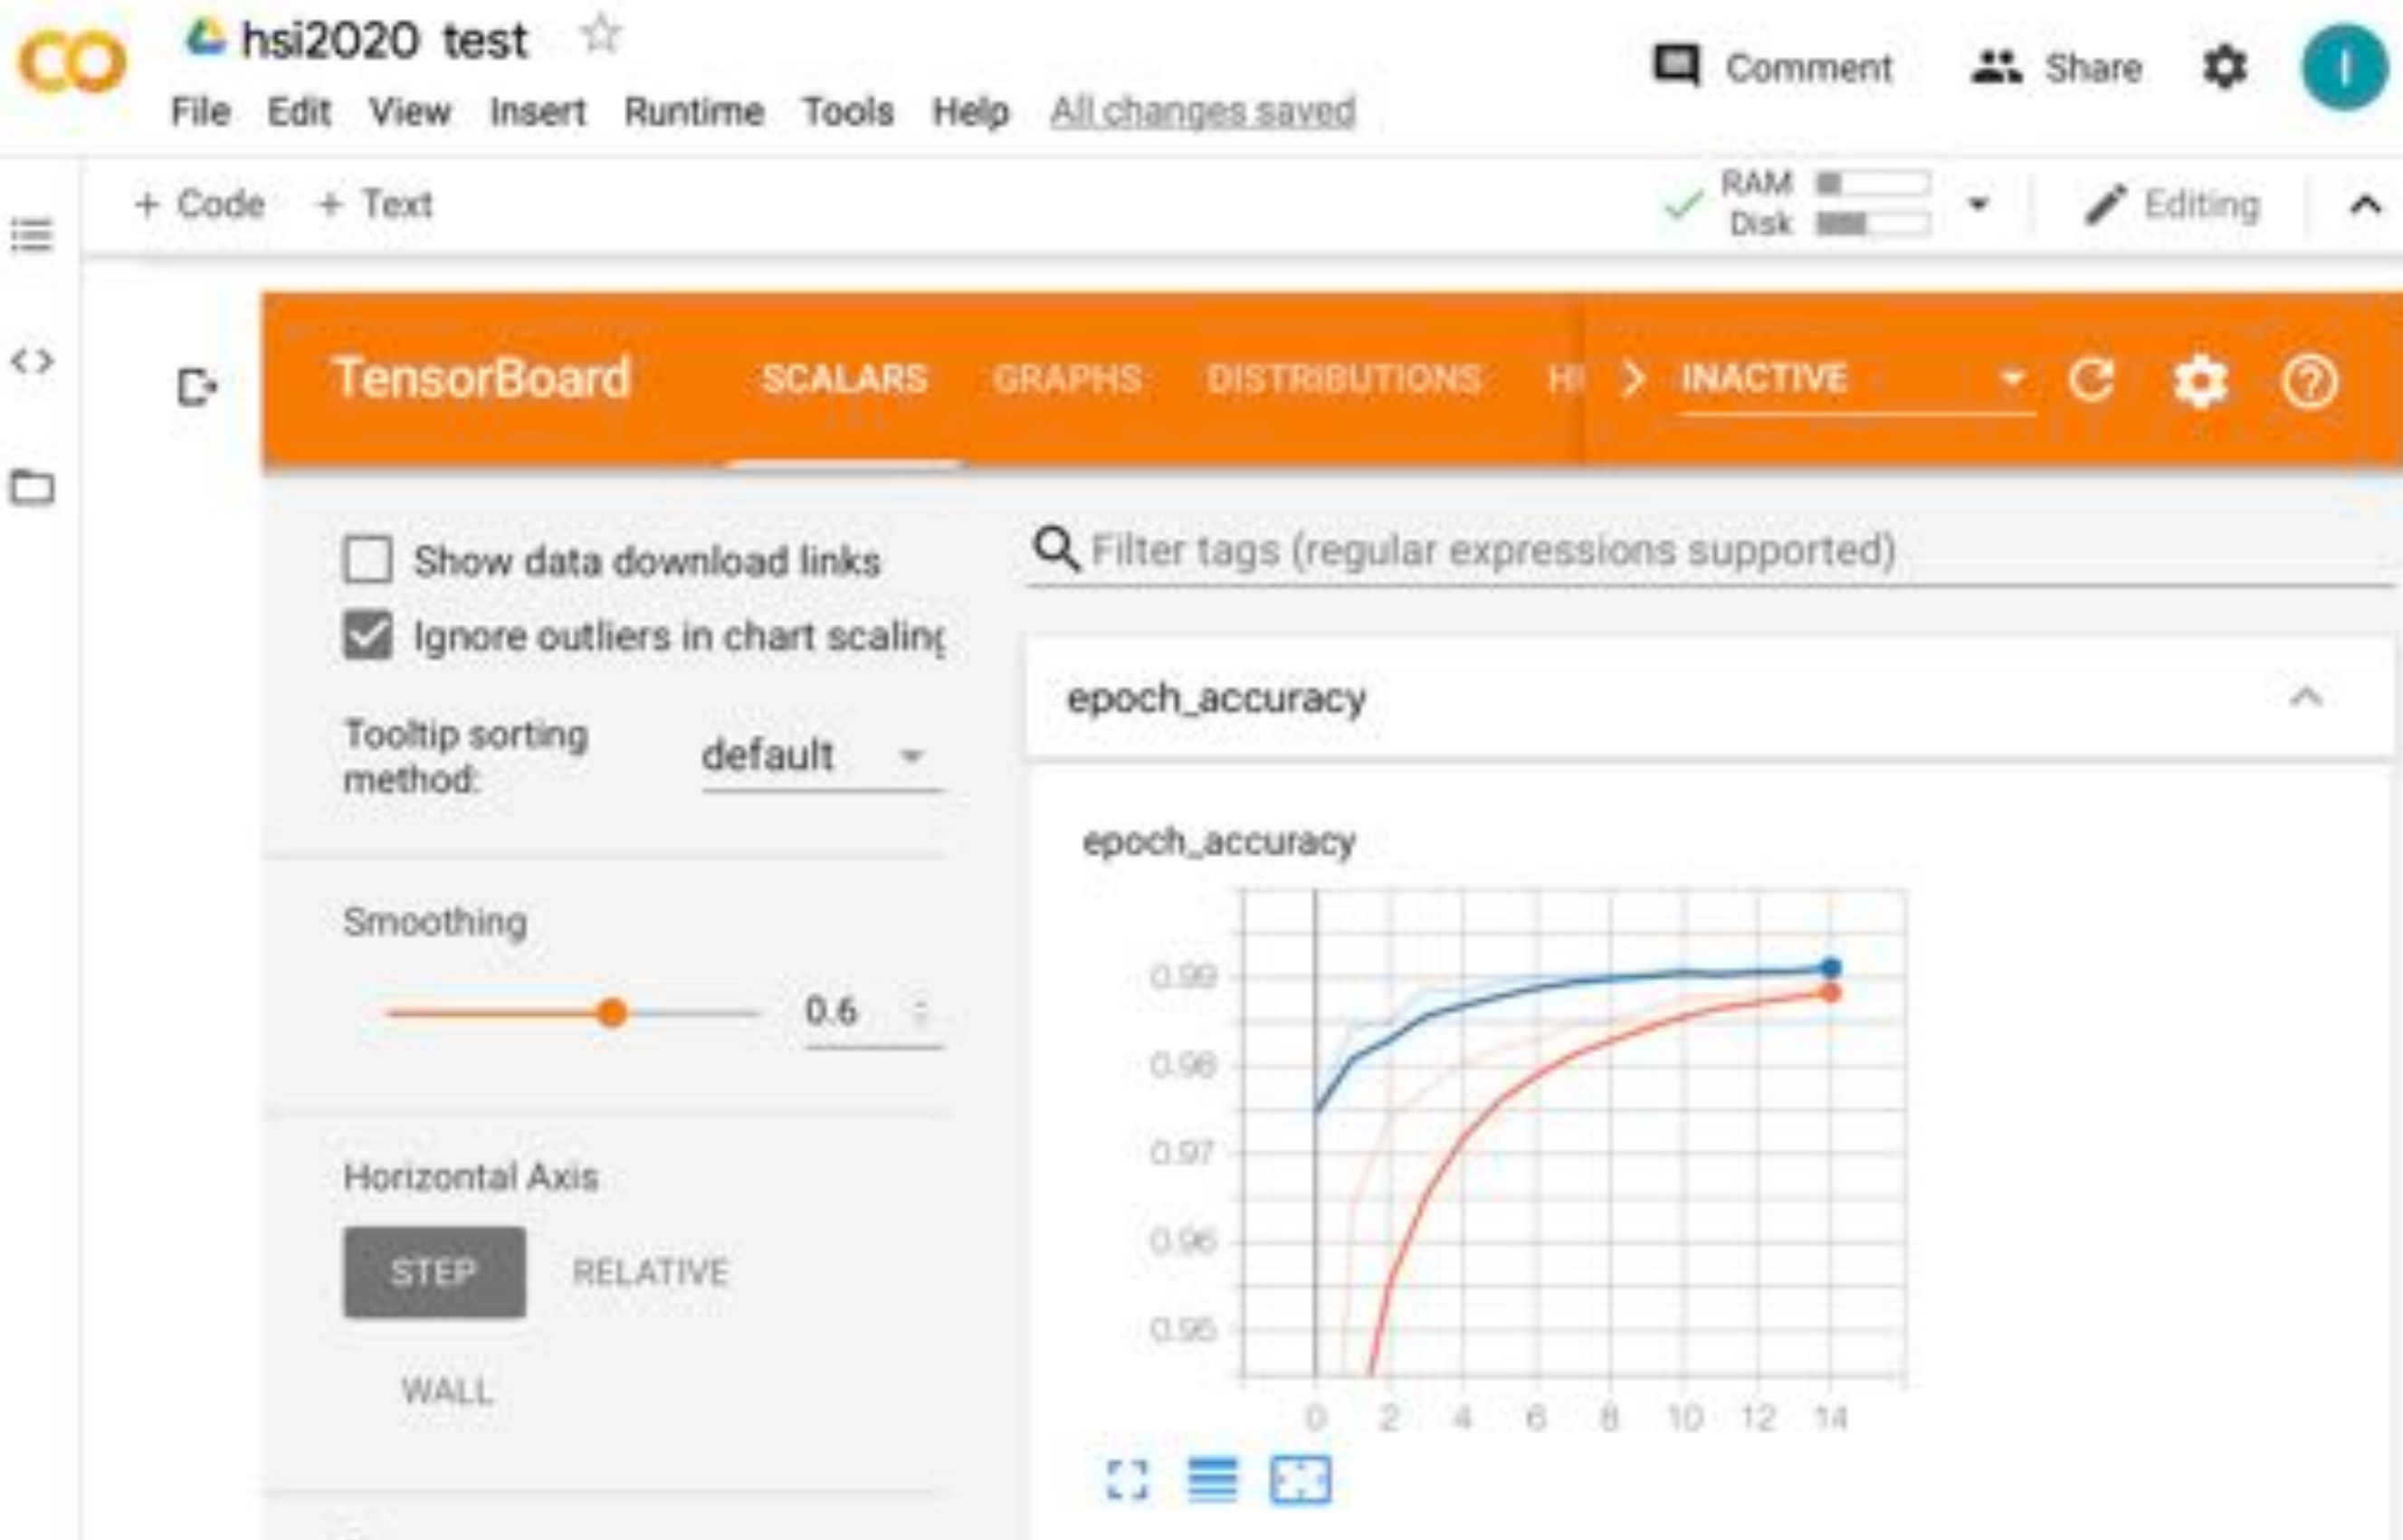 hsi2020 test
Comment Share I
File Edit View Insert Runtime Tools Help All changes saved
+ Code + Text
RAM
Disk
Editing
TensorBoard SCALARS GRAPHS DISTRIBUTIONS INACTIVE
Show data download links
Filter tags (regular expressions supported)
Ignore outliers in chart scaling
epoch_accuracy
Tooltip sorting
method:
default
epoch_accuracy
Smoothing
0.6
Horizontal Axis
STEP RELATIVE
WALL
0.99
0.98
0.97
0.96
0.95
0 2 4 6 8 10 12 14